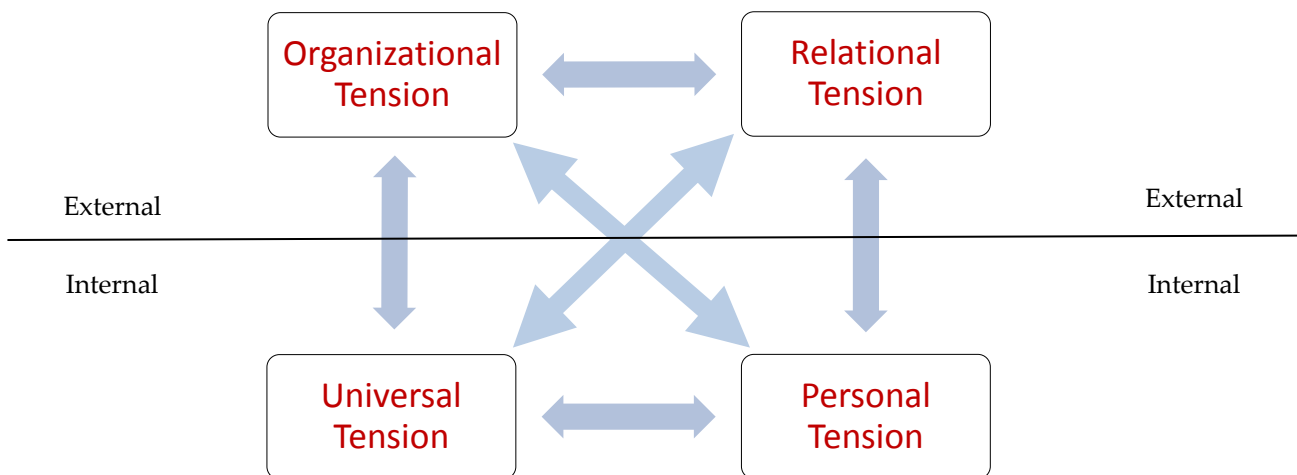 Organizational
Tension
Relational
Tension
External
External
Internal
Internal
Universal
Tension
Personal
Tension